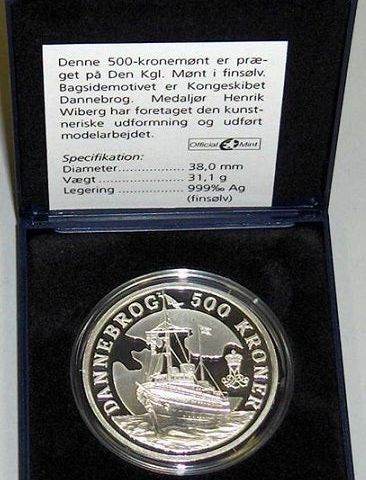 Denne 500-kronemønt er præ-
get på Den Kgl. Mønt i finsølv.
Bagsidemotivet er Kongeskibet
Dannebrog. Medaljør Henrik
Wiberg har foretaget den kunst-
neriske udformning og udført
modelarbejdet.
Official Mint
Specifikation:
Diameter................... 38,0 mm
Vægt ......................... 31,1 g
Legering .................. 999‰ Ag
(finsølv)
DANNEBROG 500 KRONER